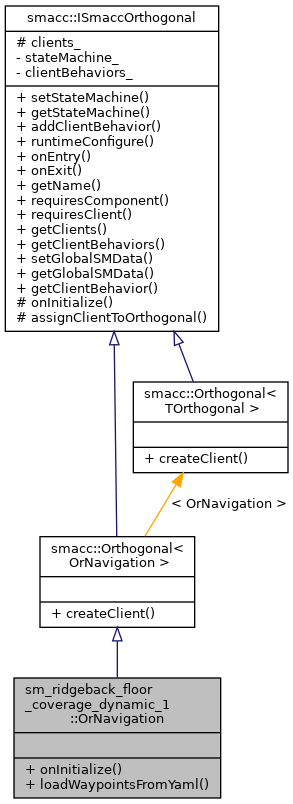 smacc::ISmaccOrthogonal
# clients_
- stateMachine_
- clientBehaviors_
+ setStateMachine()
+ getStateMachine()
+ addClientBehavior()
+ runtimeConfigure()
+ onEntry()
+ onExit()
+ getName()
+ requiresComponent()
+ requiresClient()
+ getClients()
+ getClientBehaviors()
+ setGlobalSMData()
+ getGlobalSMData()
+ getClientBehavior()
# onInitialize()
# assignClientToOrthogonal()
smacc::Orthogonal<
TOrthogonal >
+ createClient()
< OrNavigation >
smacc::Orthogonal<
OrNavigation >
+ createClient()
sm_ridgeback_floor
_coverage_dynamic_1
::OrNavigation
+ onInitialize()
+ loadWaypointsFromYaml()